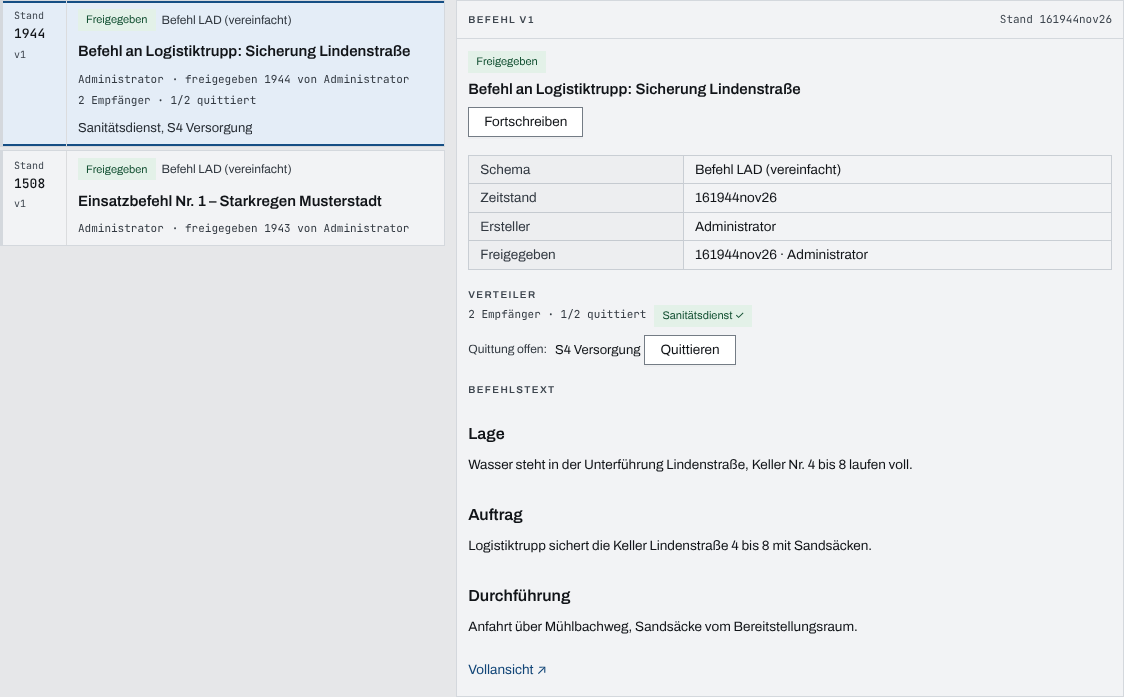 Stand
1944
v1
Freigegeben Befehl LAD (vereinfacht)
Befehl an Logistiktrupp: Sicherung Lindenstraße
Administrator · freigegeben 1944 von Administrator
2 Empfänger · 1/2 quittiert
Sanitätsdienst, S4 Versorgung
Stand
1508
v1
Freigegeben Befehl LAD (vereinfacht)
Einsatzbefehl Nr. 1 – Starkregen Musterstadt
Administrator · freigegeben 1943 von Administrator
BEFEHL V1 Stand 161944nov26
Freigegeben
Befehl an Logistiktrupp: Sicherung Lindenstraße
Fortschreiben
Schema Befehl LAD (vereinfacht)
Zeitstand 161944nov26
Ersteller Administrator
Freigegeben 161944nov26 · Administrator
VERTEILER
2 Empfänger · 1/2 quittiert Sanitätsdienst ✓
Quittung offen: S4 Versorgung Quittieren
BEFEHLSTEXT
Lage
Wasser steht in der Unterführung Lindenstraße, Keller Nr. 4 bis 8 laufen voll.
Auftrag
Logistiktrupp sichert die Keller Lindenstraße 4 bis 8 mit Sandsäcken.
Durchführung
Anfahrt über Mühlbachweg, Sandsäcke vom Bereitstellungsraum.
Vollansicht ↗